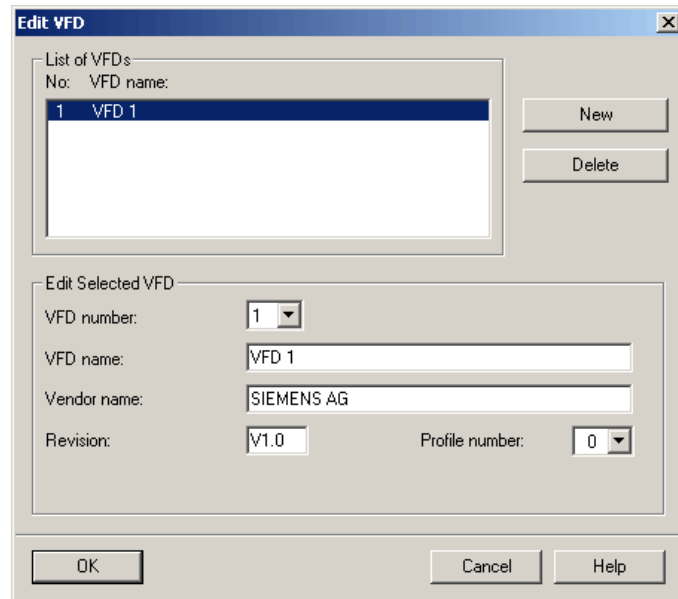 Edit VFD
List of VFDs
No: VFD name:
1 VFD 1
New
Delete
Edit Selected VFD
VFD number: 1
VFD name: VFD 1
Vendor name: SIEMENS AG
Revision: V1.0 Profile number: 0
OK Cancel Help